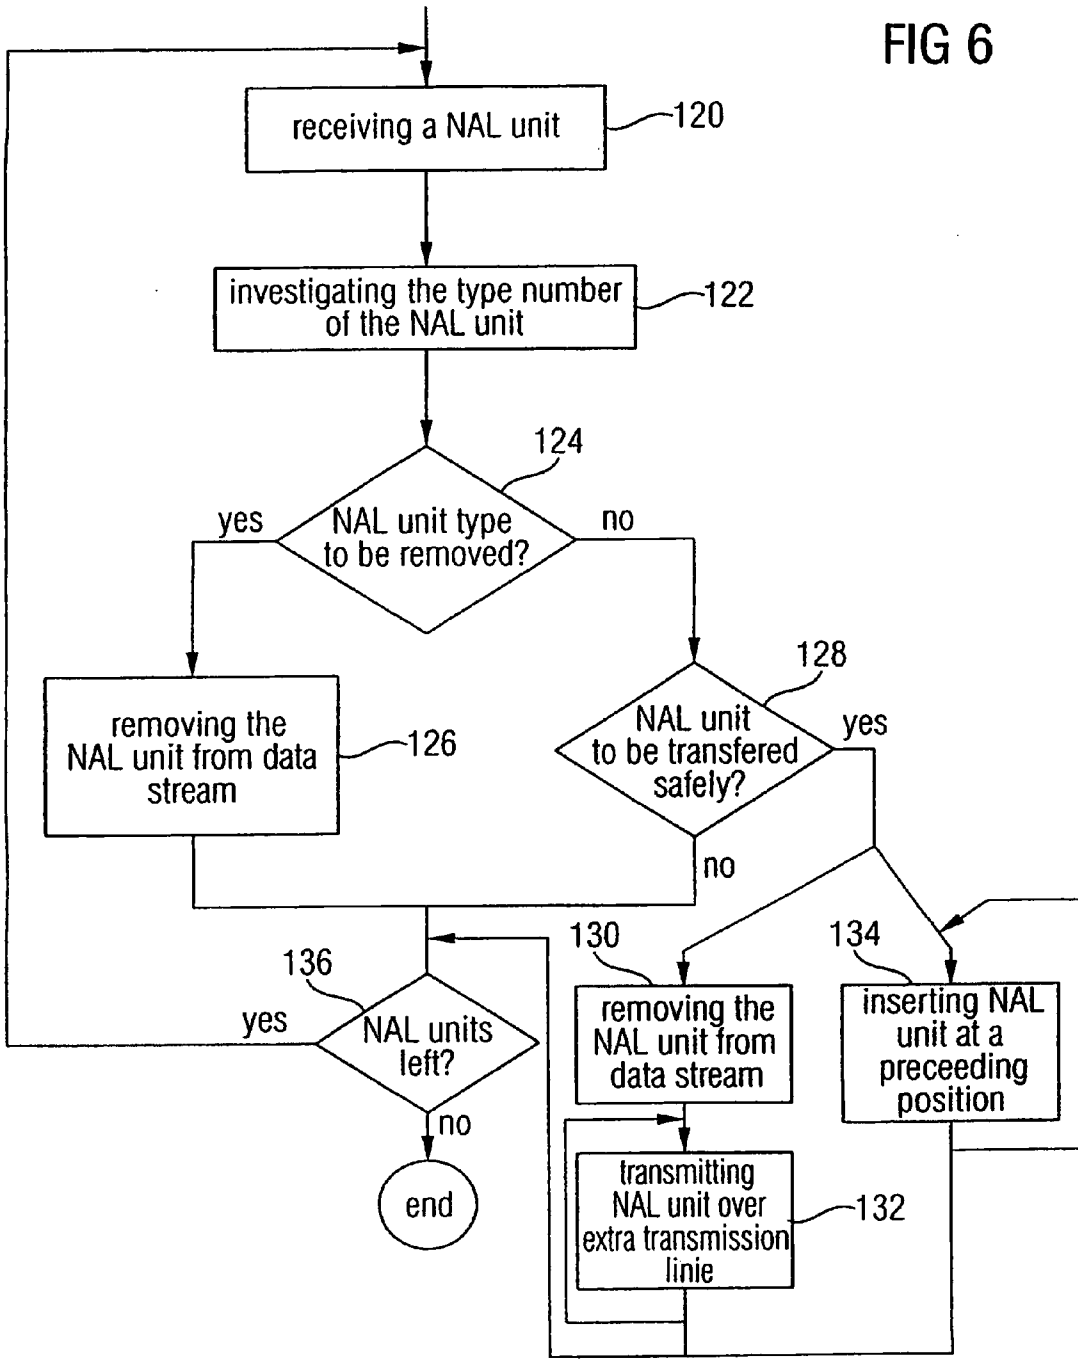 FIG 6
receiving a NAL unit
120
investigating the type number
of the NAL unit
122
124
yes
NAL unit type
to be removed?
no
128
removing the
NAL unit from data
stream
126
NAL unit
to be transfered
safely?
yes
no
130
134
136
yes
NAL units
left?
removing the
NAL unit from
data stream
inserting NAL
unit at a
preceeding
position
no
end
transmitting
NAL unit over
extra transmission
linie
132